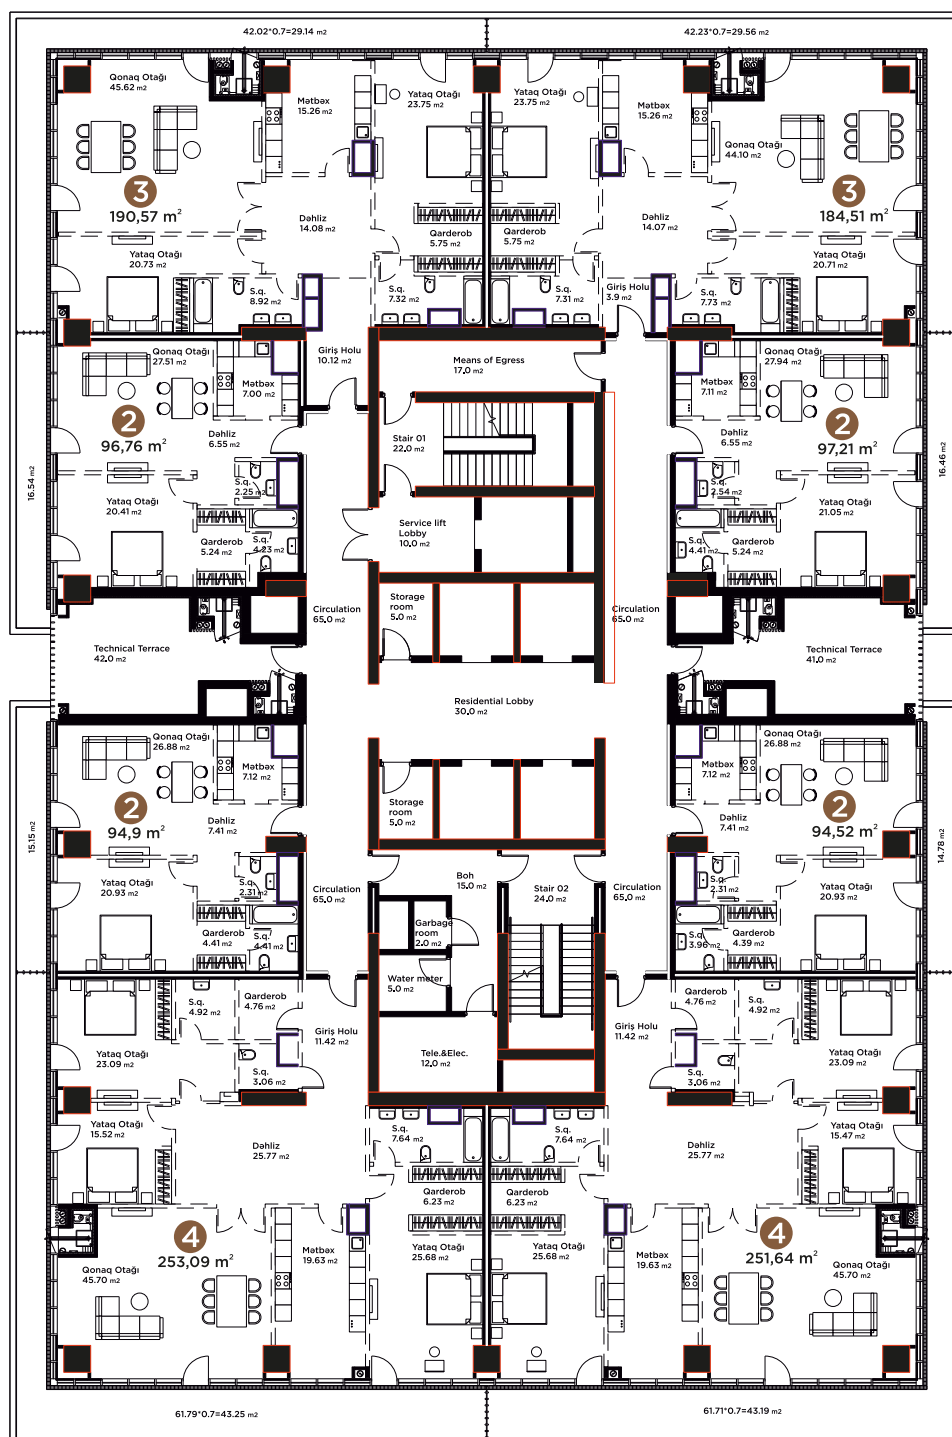 42.02*0.7=29.14 m2
42.23*0.7=29.56 m2
Qonaq Otağı
45.62 m2
Mətbəx
15.26 m2
Yataq Otağı
23.75 m2
Yataq Otağı
23.75 m2
Mətbəx
15.26 m2
Qonaq Otağı
44.10 m2
3
190,57 m²
3
184,51 m²
Dəhliz
14.08 m2
Qarderob
5.75 m2
Qarderob
5.75 m2
Dəhliz
14.07 m2
Yataq Otağı
20.73 m2
S.q.
8.92 m2
S.q.
7.32 m2
S.q.
7.31 m2
Giriş Holu
3.9 m2
S.q.
7.73 m2
Yataq Otağı
20.71 m2
Qonaq Otağı
27.51 m2
Mətbəx
7.00 m2
Giriş Holu
10.12 m2
Means of Egress
17.0 m2
Mətbəx
7.11 m2
Qonaq Otağı
27.94 m2
2
96,76 m²
Dəhliz
6.55 m2
Stair 01
22.0 m2
Dəhliz
6.55 m2
2
97,21 m²
16.54 m2
16.46 m2
Yataq Otağı
20.41 m2
S.q.
2.25 m2
S.q.
2.54 m2
Yataq Otağı
21.05 m2
Qarderob
5.24 m2
S.q.
4.23 m2
Service lift
Lobby
10.0 m2
S.q.
4.41 m2
Qarderob
5.24 m2
Circulation
65.0 m2
Storage
room
5.0 m2
Circulation
65.0 m2
Technical Terrace
42.0 m2
Technical Terrace
41.0 m2
Residential Lobby
30.0 m2
Qonaq Otağı
26.88 m2
Mətbəx
7.12 m2
Mətbəx
7.12 m2
Qonaq Otağı
26.88 m2
2
94,9 m²
Dəhliz
7.41 m2
Storage
room
5.0 m2
Dəhliz
7.41 m2
2
94,52 m²
15.15 m2
14.78 m2
Yataq Otağı
20.93 m2
S.q.
2.31 m2
Circulation
65.0 m2
Boh
15.0 m2
Stair 02
24.0 m2
Circulation
65.0 m2
S.q.
2.31 m2
Yataq Otağı
20.93 m2
Qarderob
4.41 m2
S.q.
4.41 m2
Garbage
room
2.0 m2
S.q.
3.96 m2
Qarderob
4.39 m2
Water meter
5.0 m2
S.q.
4.92 m2
Qarderob
4.76 m2
Qarderob
4.76 m2
S.q.
4.92 m2
Giriş Holu
11.42 m2
Giriş Holu
11.42 m2
Yataq Otağı
23.09 m2
S.q.
3.06 m2
Tele.&Elec.
12.0 m2
S.q.
3.06 m2
Yataq Otağı
23.09 m2
Yataq Otağı
15.52 m2
Dəhliz
25.77 m2
S.q.
7.64 m2
S.q.
7.64 m2
Dəhliz
25.77 m2
Yataq Otağı
15.47 m2
Qarderob
6.23 m2
Qarderob
6.23 m2
4
253,09 m²
Mətbəx
19.63 m2
Yataq Otağı
25.68 m2
Yataq Otağı
25.68 m2
Mətbəx
19.63 m2
4
251,64 m²
Qonaq Otağı
45.70 m2
Qonaq Otağı
45.70 m2
61.79*0.7=43.25 m2
61.71*0.7=43.19 m2